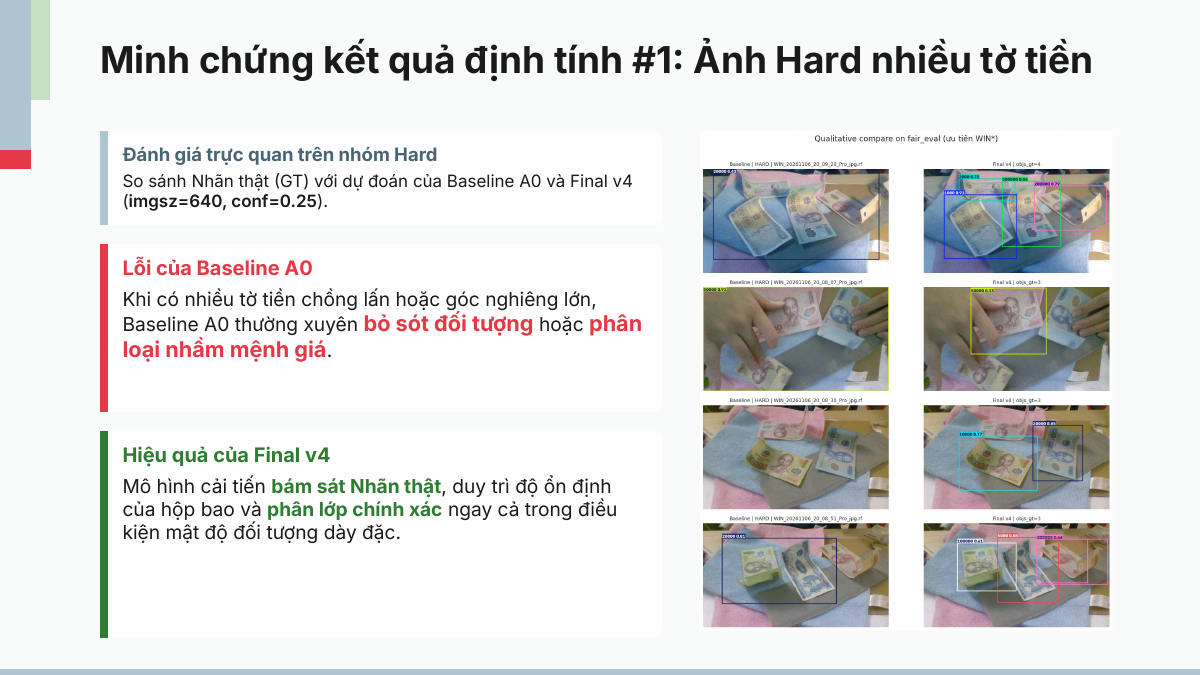 Minh chứng kết quả định tính #1: Ảnh Hard nhiều tờ tiền
Đánh giá trực quan trên nhóm Hard
So sánh Nhãn thật (GT) với dự đoán của Baseline A0 và Final v4
(imgsz=640, conf=0.25).
Lỗi của Baseline A0
Khi có nhiều tờ tiền chồng lấn hoặc góc nghiêng lớn,
Baseline A0 thường xuyên bỏ sót đối tượng hoặc phân
loại nhầm mệnh giá.
Hiệu quả của Final v4
Mô hình cải tiến bám sát Nhãn thật, duy trì độ ổn định
của hộp bao và phân lớp chính xác ngay cả trong điều
kiện mật độ đối tượng dày đặc.
Qualitative compare on fair_eval (ưu tiên WIN*)
Baseline | HARD | WIN_20261106_20_09_20_Pro_jpg.rf
Final v4 | objs_gt=4
Baseline | HARD | WIN_20261106_20_08_07_Pro_jpg.rf
Final v4 | objs_gt=3
Baseline | HARD | WIN_20261106_20_08_30_Pro_jpg.rf
Final v4 | objs_gt=3
Baseline | HARD | WIN_20261106_20_08_51_Pro_jpg.rf
Final v4 | objs_gt=3